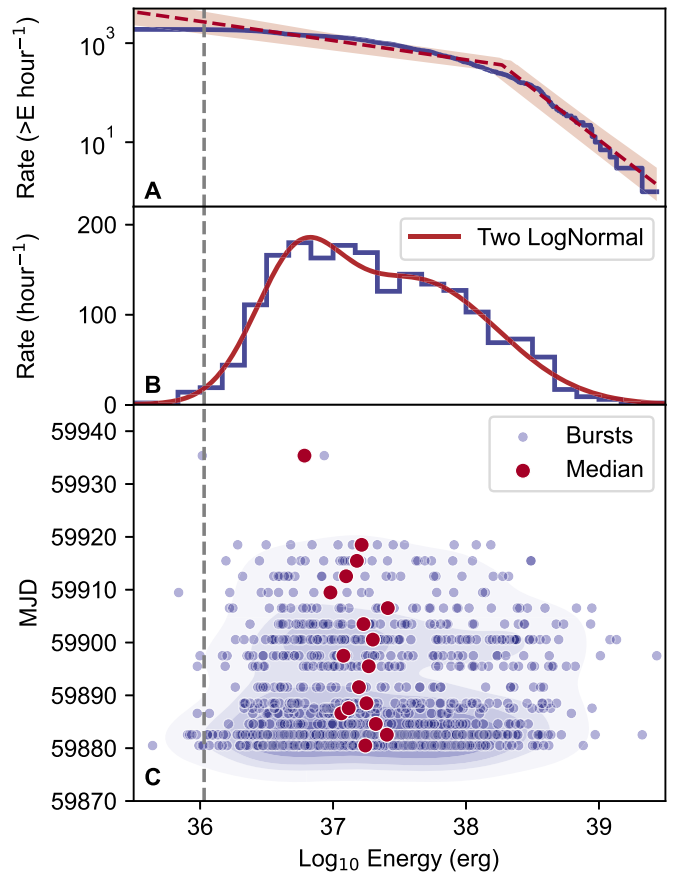 Rate (>E hour⁻¹)
10³
10¹
A
Rate (hour⁻¹)
200
100
0
Two LogNormal
B
MJD
59940
59930
59920
59910
59900
59890
59880
59870
Bursts
Median
C
36 37 38 39
Log₁₀ Energy (erg)